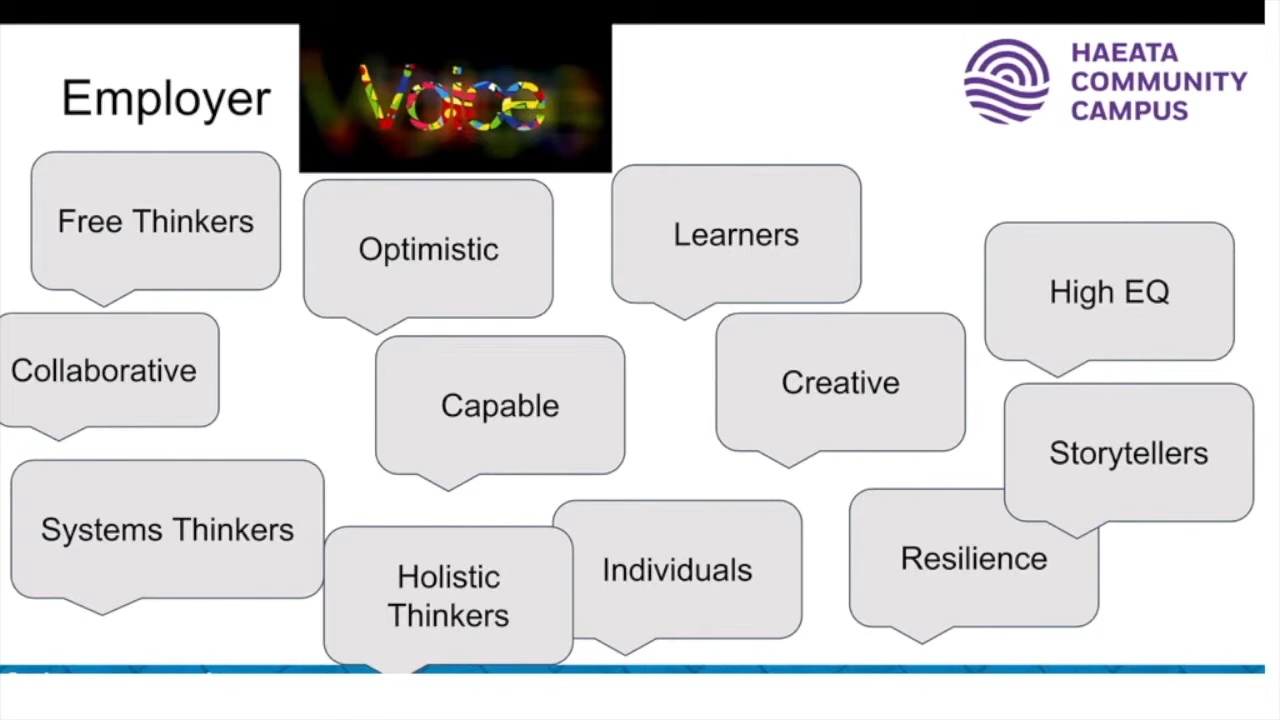 Employer
Voice
HAEATA
COMMUNITY
CAMPUS
Free Thinkers
Optimistic
Learners
High EQ
Collaborative
Capable
Creative
Storytellers
Systems Thinkers
Holistic
Thinkers
Individuals
Resilience